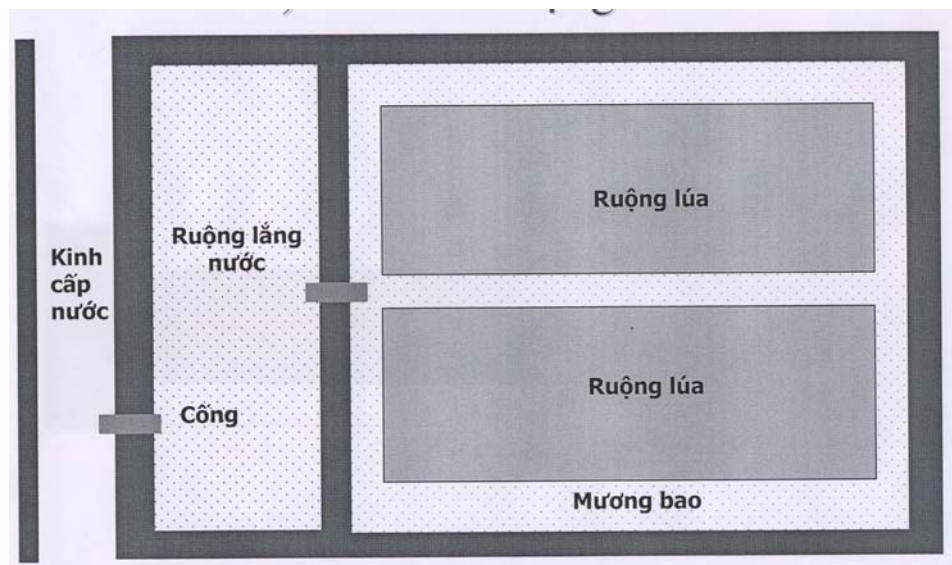 Kinh
cấp
nước
Ruộng lắng
nước
Cống
Ruộng lúa
Ruộng lúa
Mương bao